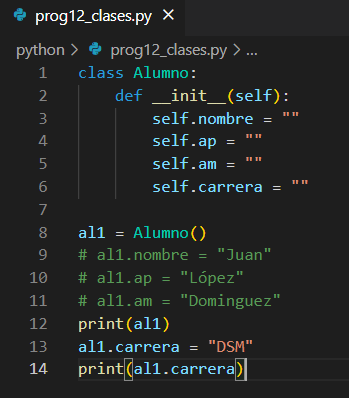 prog12_clases.py ×
python > prog12_clases.py > ...
1 class Alumno:
2     def __init__(self):
3         self.nombre = ""
4         self.ap = ""
5         self.am = ""
6         self.carrera = ""
7
8 al1 = Alumno()
9 # al1.nombre = "Juan"
10 # al1.ap = "López"
11 # al1.am = "Dominguez"
12 print(al1)
13 al1.carrera = "DSM"
14 print(al1.carrera)